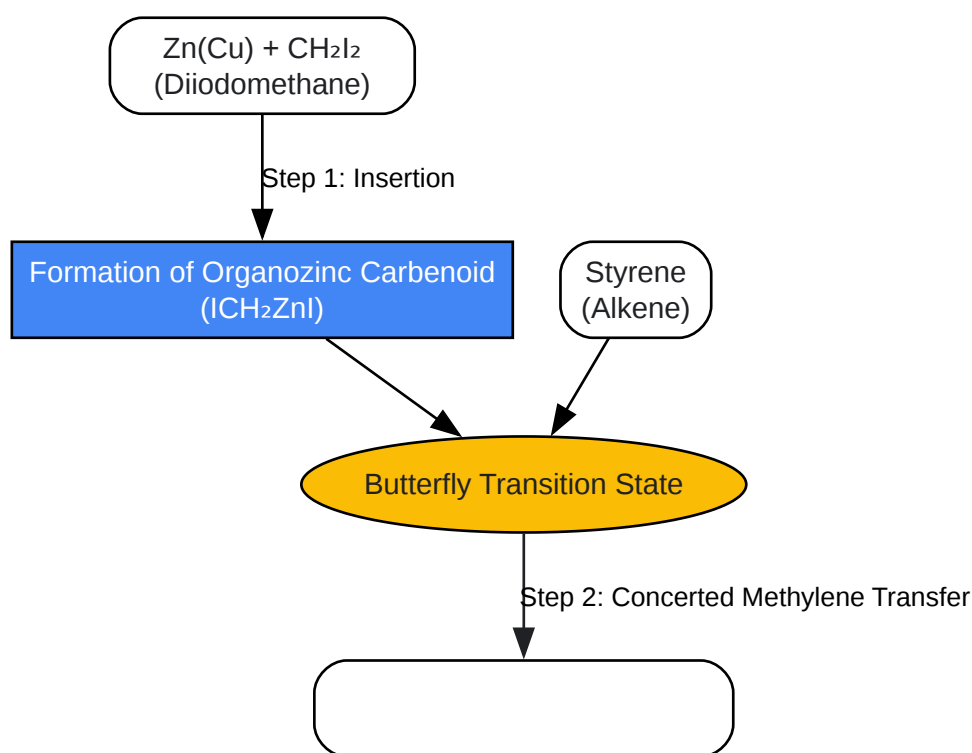 Zn(Cu) + CH₂I₂
(Diiodomethane)
Step 1: Insertion
Formation of Organozinc Carbenoid
(ICH₂ZnI)
Styrene
(Alkene)
Butterfly Transition State
Step 2: Concerted Methylene Transfer